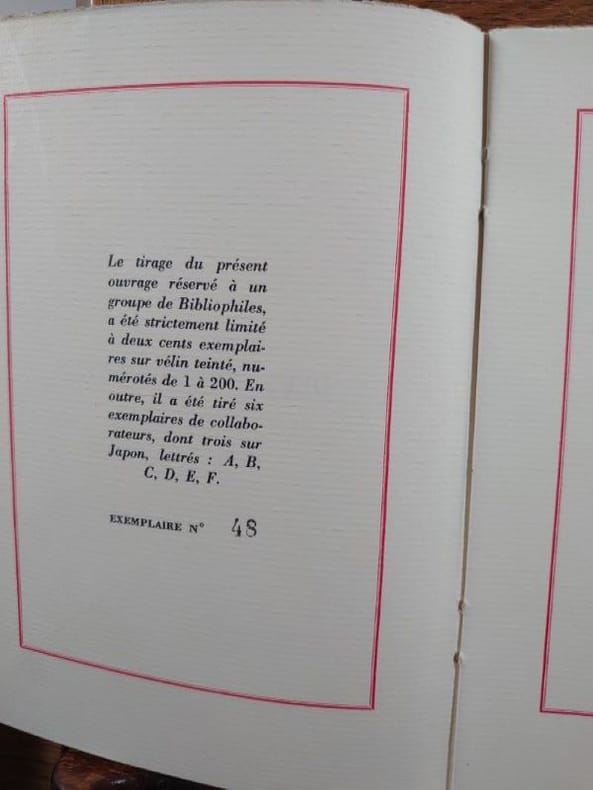 Le tirage du présent
ouvrage réservé à un
groupe de Bibliophiles,
a été strictement limité
à deux cents exemplai-
res sur vélin teinté, nu-
mérotés de 1 à 200. En
outre, il a été tiré six
exemplaires de collabo-
rateurs, dont trois sur
Japon, lettrés : A, B,
C, D, E, F.
EXEMPLAIRE N° 48